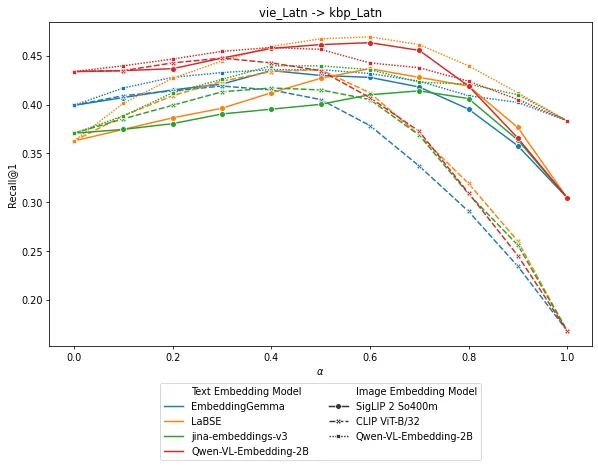 vie_Latn -> kbp_Latn
Recall@1
0.45
0.40
0.35
0.30
0.25
0.20
0.0 0.2 0.4 0.6 0.8 1.0
α
Text Embedding Model Image Embedding Model
EmbeddingGemma SigLIP 2 So400m
LaBSE CLIP ViT-B/32
jina-embeddings-v3 Qwen-VL-Embedding-2B
Qwen-VL-Embedding-2B